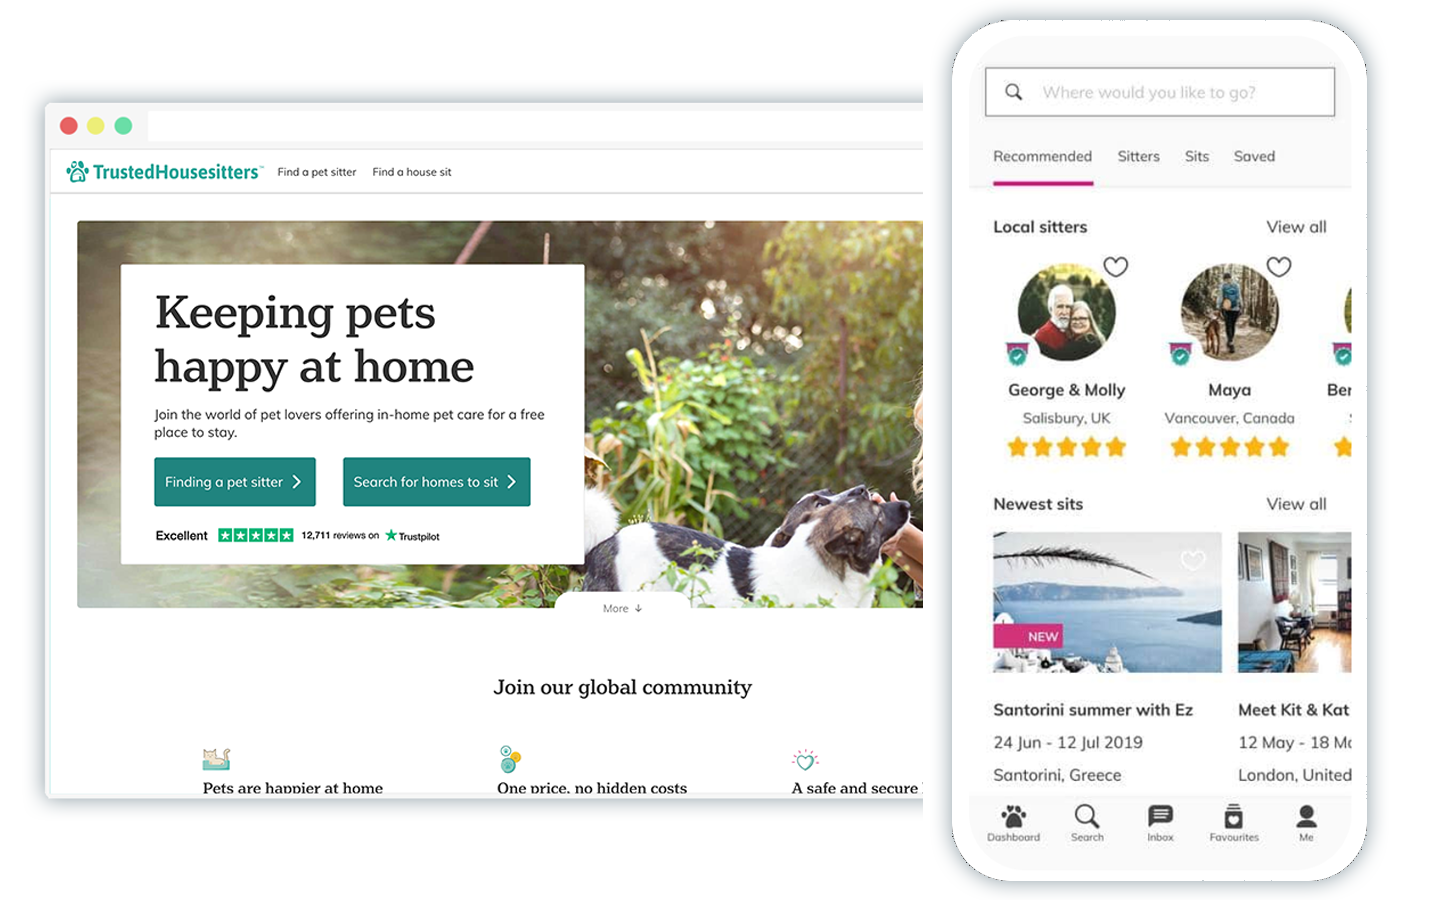 TrustedHousesitters™
Find a pet sitter
Find a house sit
Keeping pets
happy at home
Join the world of pet lovers offering in-home pet care for a free
place to stay.
Finding a pet sitter
Search for homes to sit
Excellent
12,711 reviews on
Trustpilot
More ↓
Join our global community
Pets are happier at home
One price, no hidden costs
A safe and secure
Where would you like to go?
Recommended
Sitters
Sits
Saved
Local sitters
View all
George & Molly
Salisbury, UK
Maya
Vancouver, Canada
Ber
Newest sits
View all
NEW
Santorini summer with Ez
24 Jun - 12 Jul 2019
Santorini, Greece
Meet Kit & Kat
12 May - 18 Ma
London, United
Dashboard
Search
Inbox
Favourites
Me